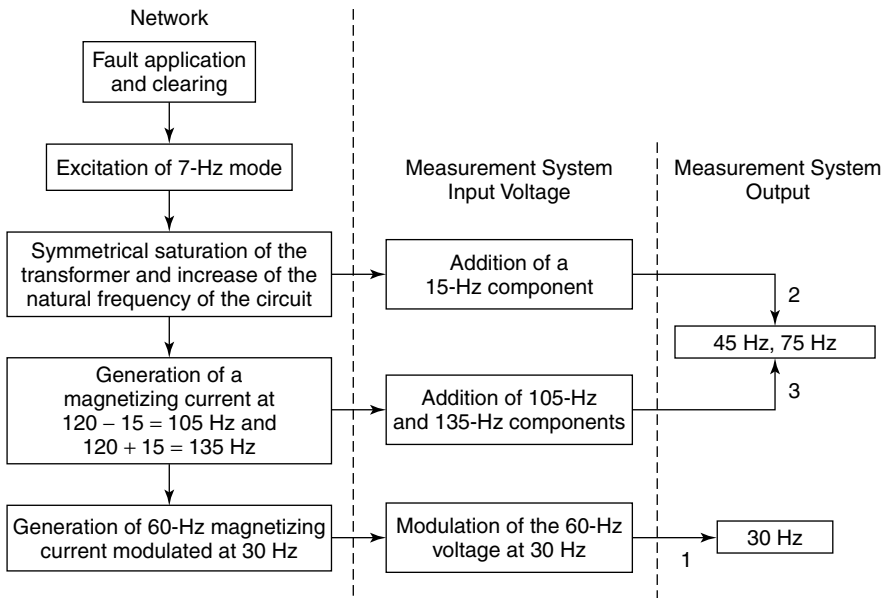 Network
Fault application
and clearing
Excitation of 7-Hz mode
Measurement System
Input Voltage
Measurement System
Output
Symmetrical saturation of the
transformer and increase of the
natural frequency of the circuit
Addition of a
15-Hz component
2
45 Hz, 75 Hz
3
Generation of a
magnetizing current at
120 − 15 = 105 Hz and
120 + 15 = 135 Hz
Addition of 105-Hz
and 135-Hz components
Generation of 60-Hz magnetizing
current modulated at 30 Hz
Modulation of the 60-Hz
voltage at 30 Hz
1
30 Hz